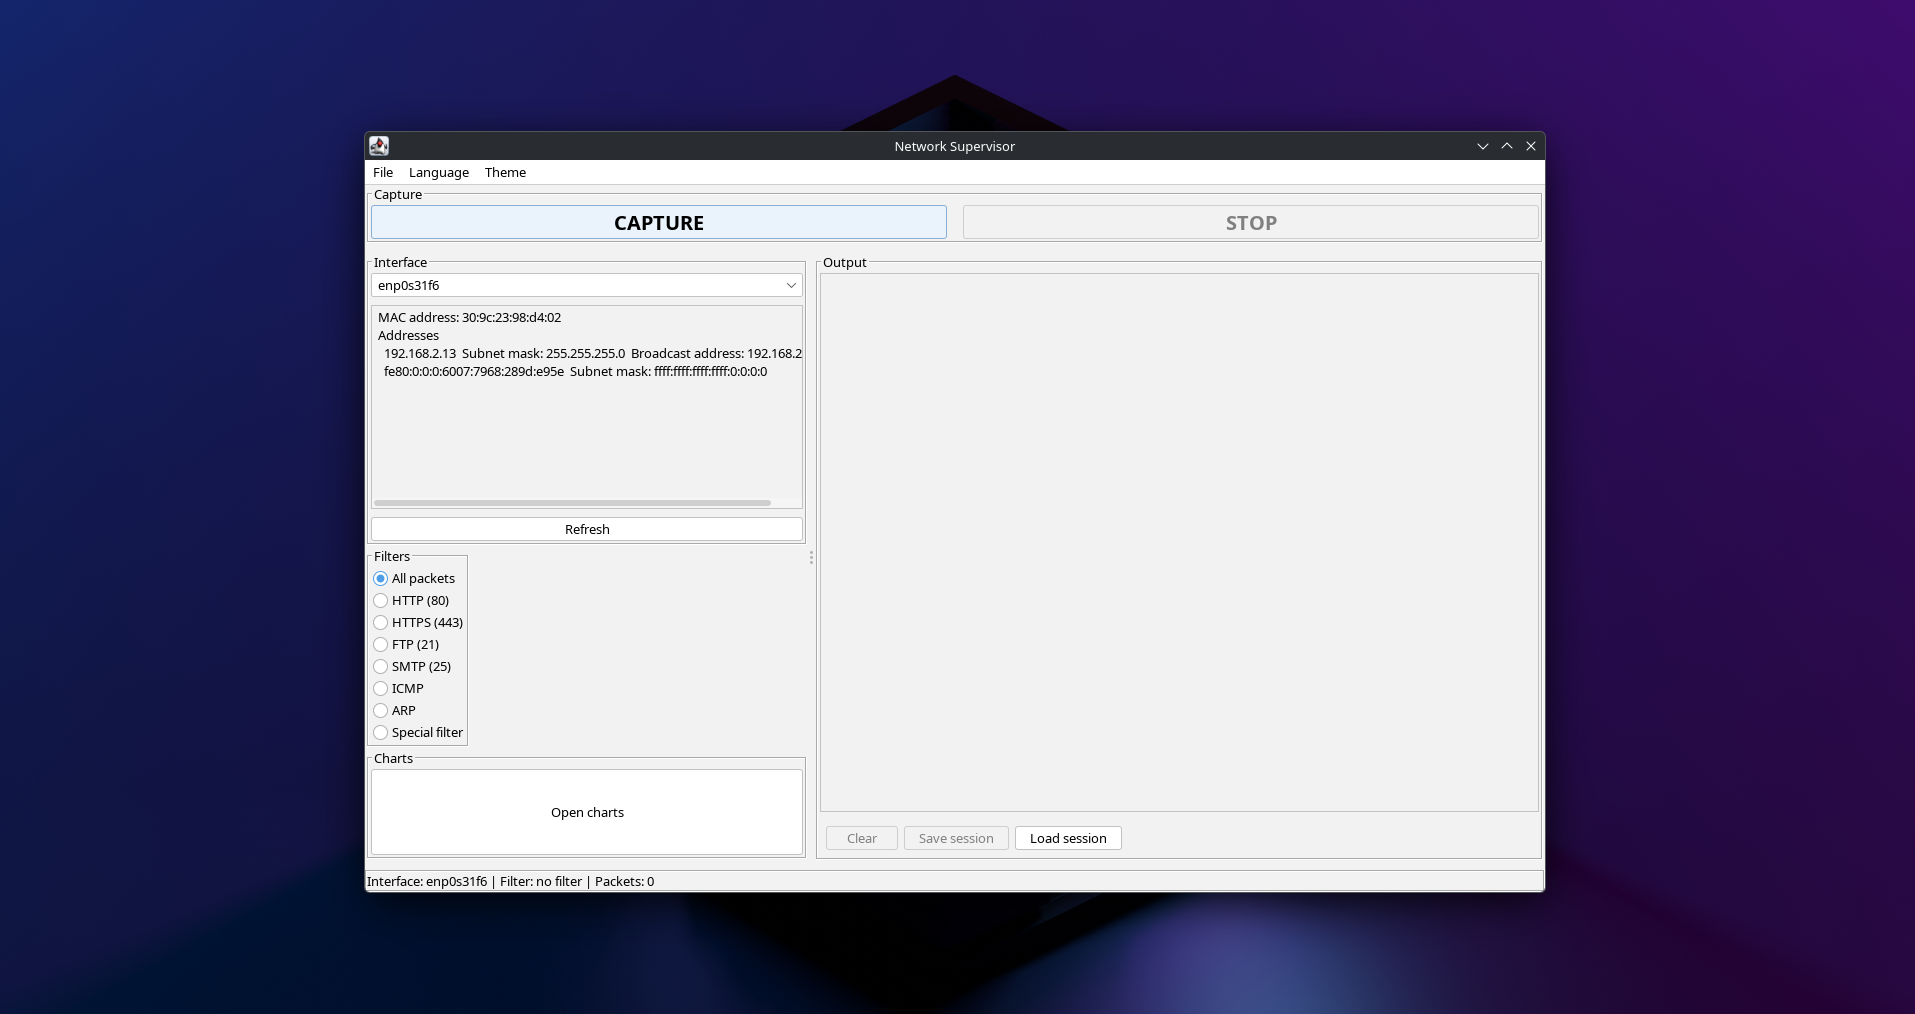 Network Supervisor
File Language Theme
Capture
CAPTURE STOP
Interface
enp0s31f6
MAC address: 30:9c:23:98:d4:02
Addresses
192.168.2.13 Subnet mask: 255.255.255.0 Broadcast address: 192.168.2
fe80:0:0:0:6007:7968:289d:e95e Subnet mask: ffff:ffff:ffff:ffff:0:0:0:0
Refresh
Filters
All packets
HTTP (80)
HTTPS (443)
FTP (21)
SMTP (25)
ICMP
ARP
Special filter
Charts
Open charts
Output
Clear Save session Load session
Interface: enp0s31f6 | Filter: no filter | Packets: 0